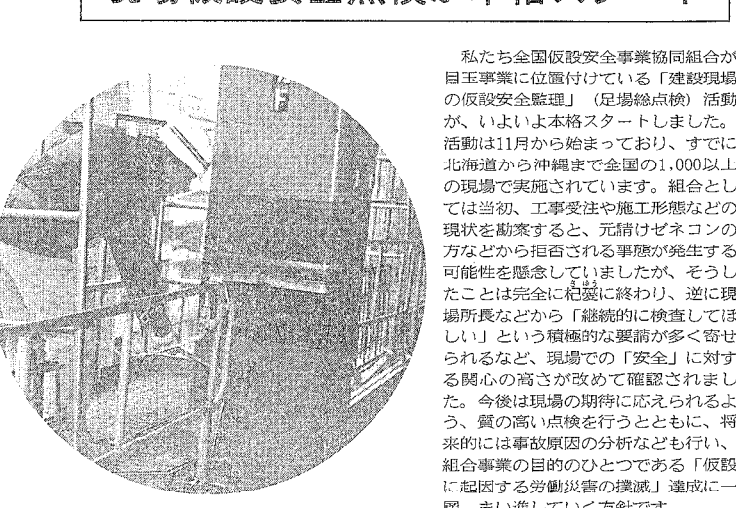 私たち全国仮設安全事業協同組合が
目玉事業に位置付けている「建設現場
の仮設安全監理」(足場総点検)活動
が、いよいよ本格スタートしました。
活動は11月から始まっており、すでに
北海道から沖縄まで全国の1,000以上
の現場で実施されています。組合とし
ては当初、工事受注や施工形態などの
現状を勘案すると、元請けゼネコンの
方などから拒否される事態が発生する
可能性を懸念していましたが、そうし
たことは完全に杞憂に終わり、逆に現
場所長などから「継続的に検査してほ
しい」という積極的な要請が多く寄せ
られるなど、現場での「安全」に対す
る関心の高さが改めて確認されまし
た。今後は現場の期待に応えられるよ
う、質の高い点検を行うとともに、将
来的には事故原因の分析なども行い、
組合事業の目的のひとつである「仮設
に起因する労働災害の撲滅」達成に一
層、まい進していく方針です。